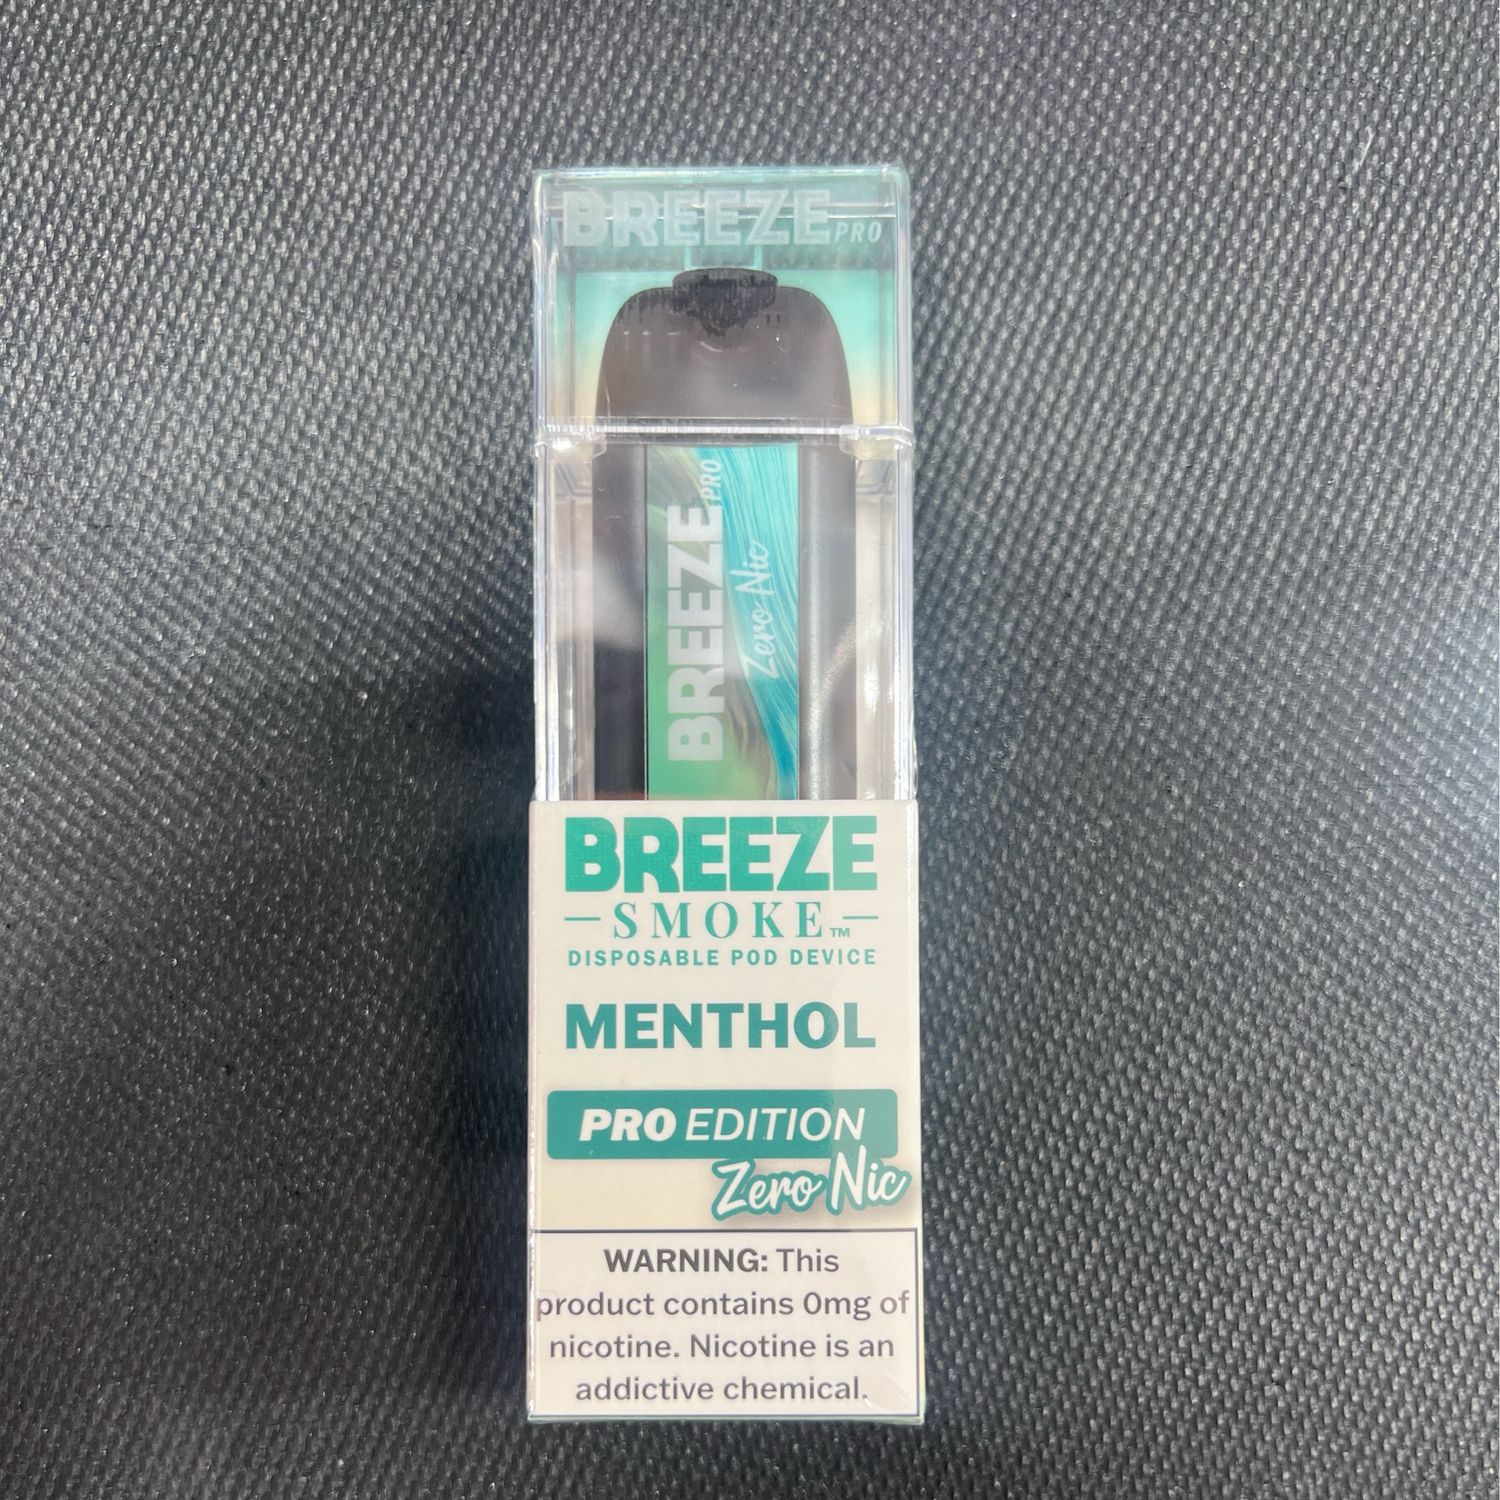 BREEZE PRO
BREEZE PRO
Zero Nic
BREEZE
SMOKE™
DISPOSABLE POD DEVICE
MENTHOL
PRO EDITION
Zero Nic
WARNING: This
product contains 0mg of
nicotine. Nicotine is an
addictive chemical.